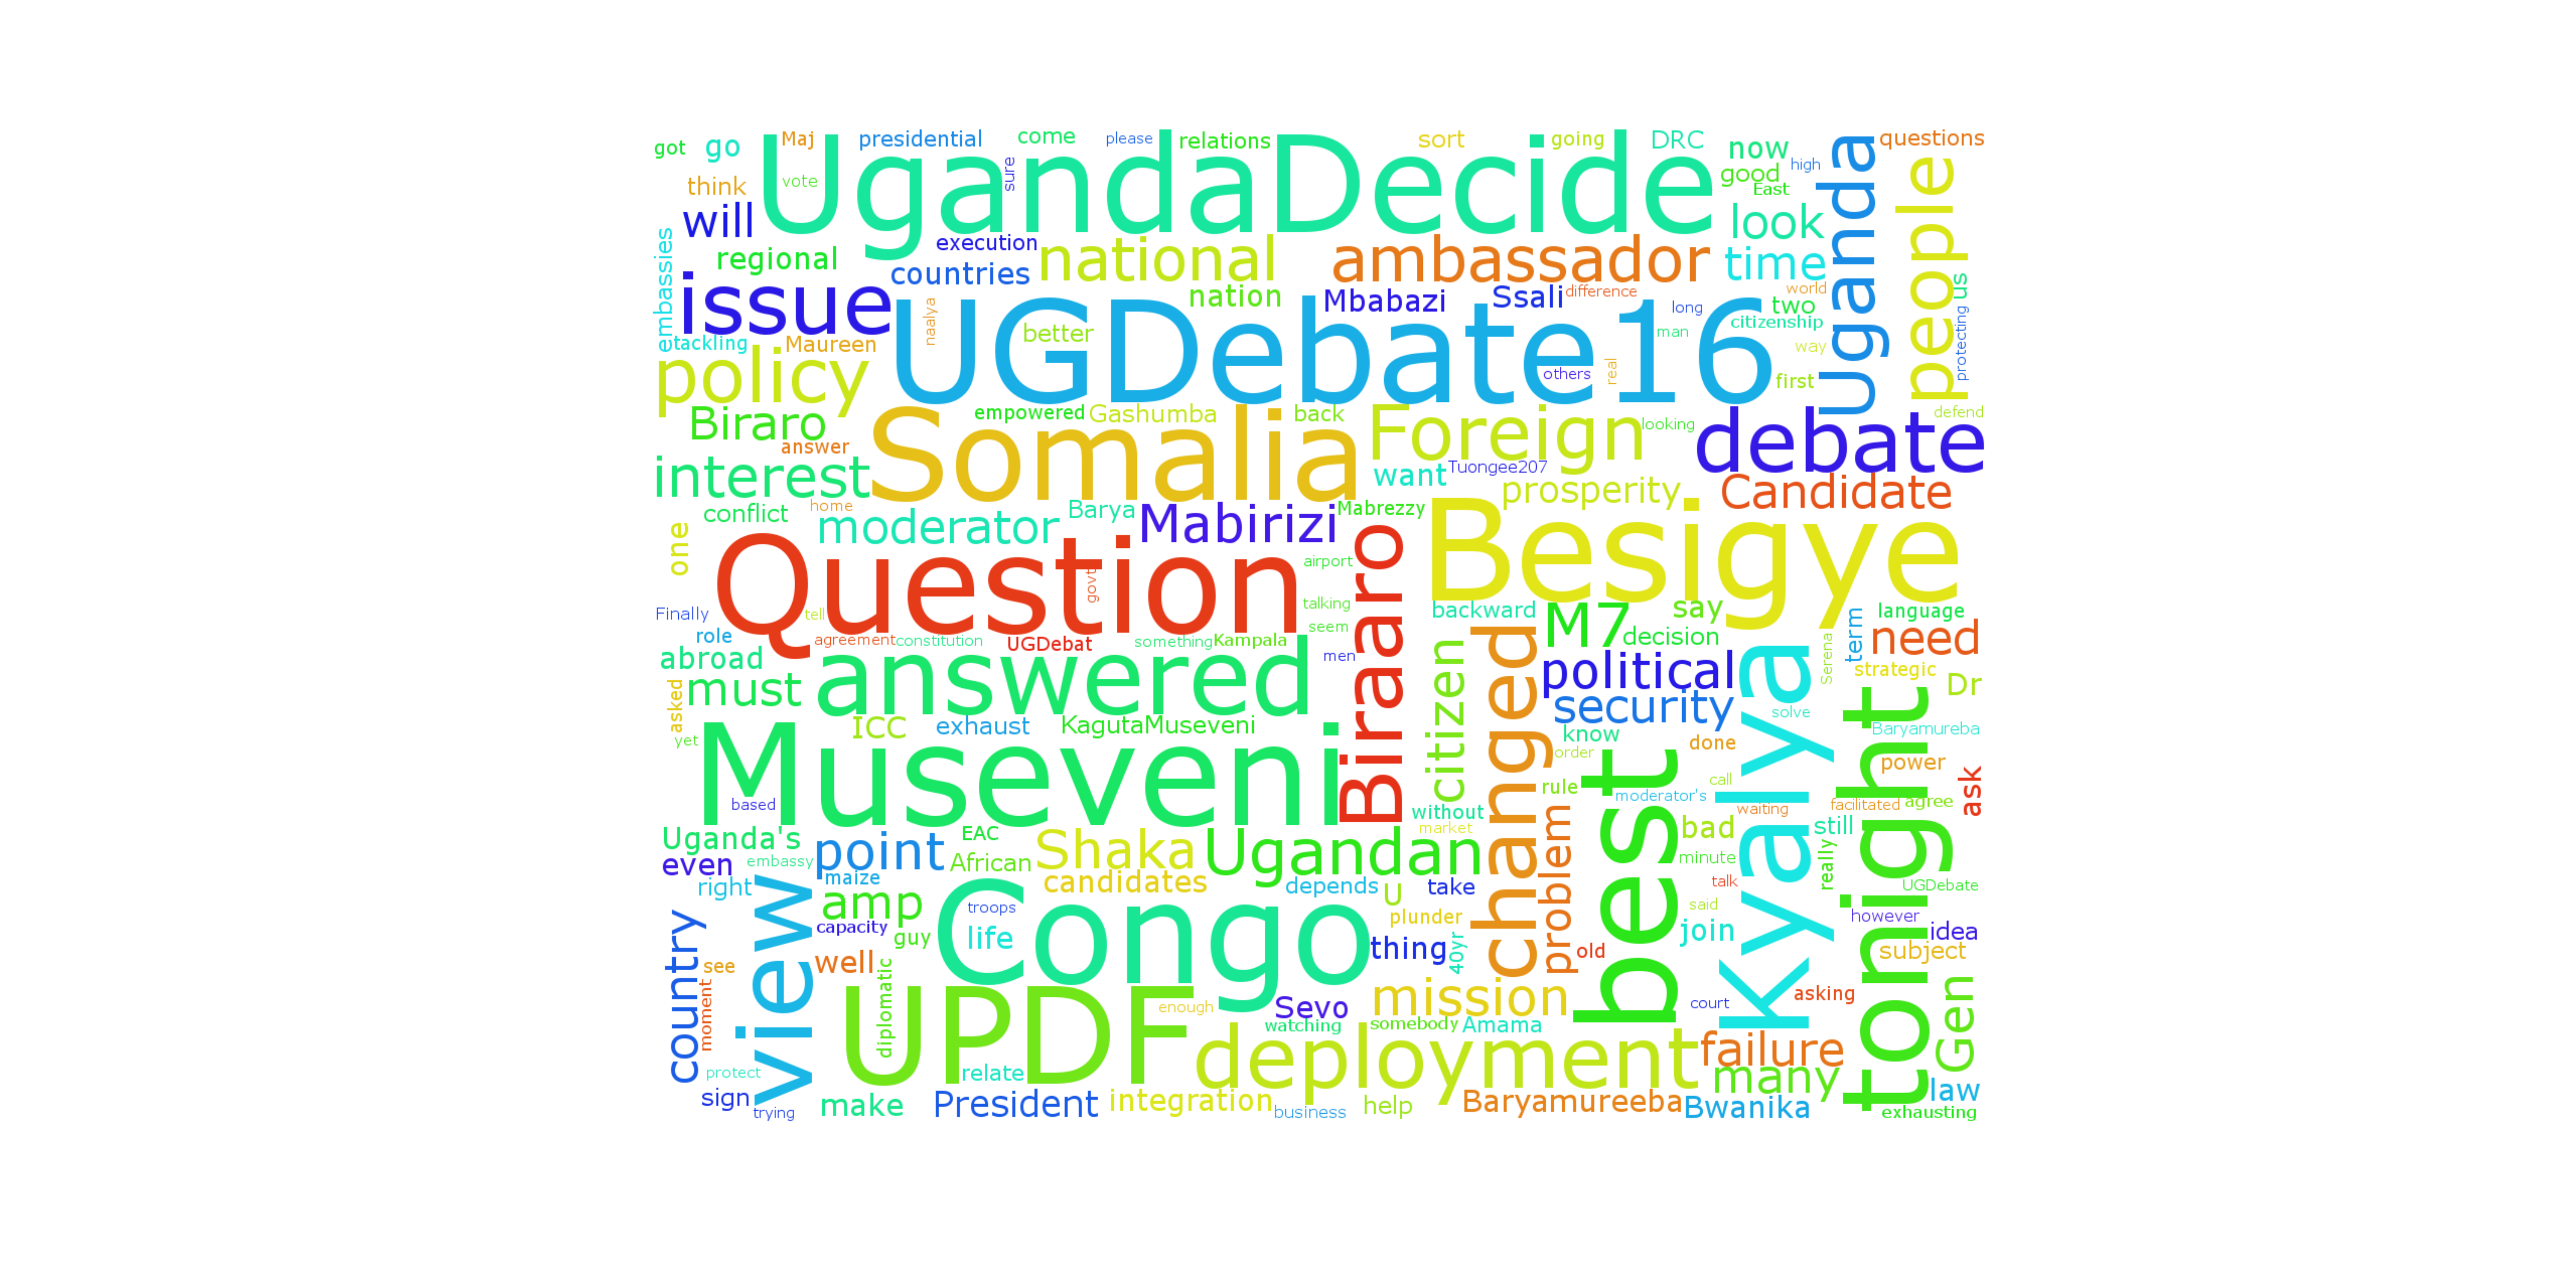 got go Maj presidential come please relations sort going DRC now questions
think vote UgandaDecide sure good high East
will look Uganda people
embassies regional execution countries national ambassador time
issue nation Mbabazi Ssali difference world us
naalya UGDebate16 long two
tackling Maureen better man citizenship protecting
policy others real way first
Biraro empowered Gashumba back Foreign looking debate defend
answer Somalia
interest want Tuongee207 prosperity Candidate
conflict home moderator Barya Mabirizi Mabrezzy Besigye
one Question govt airport Biraaro
Finally tell talking backward M7 say term language
role agreement constitution UGDebat something Kampala seem decision need
abroad answered men citizen changed political Kyalya Serena strategic Dr
asked must security tonight
yet ICC exhaust KagutaMuseveni know solve Baryamureba
Museveni order done power
based rule best call moderator's waiting facilitated agree ask
Uganda's EAC without problem
even embassy point African Shaka Ugandan market bad still
right maize candidates depends U take minute really
view amp troops plunder talk UGDebate
country capacity guy life Congo said however
see well thing 40yr old join idea subject
moment diplomatic UPDF enough Sevo mission court asking Gen
watching somebody Amama
protect relate deployment failure many
sign trying make President integration business help Baryamureeba Bwanika law exhausting